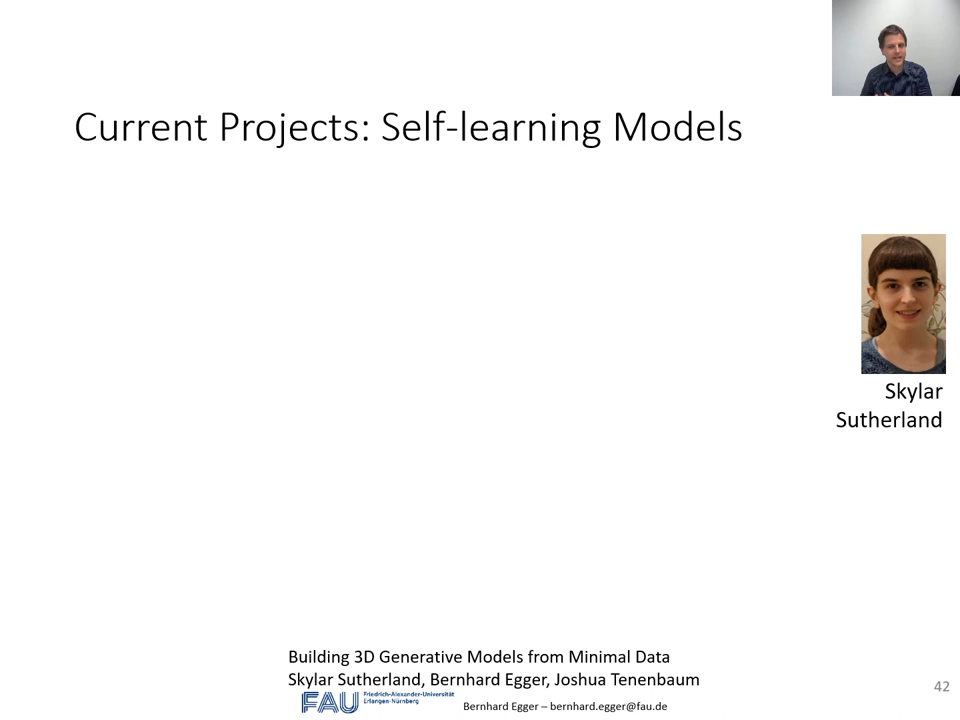 Current Projects: Self-learning Models
Skylar
Sutherland
Building 3D Generative Models from Minimal Data
Skylar Sutherland, Bernhard Egger, Joshua Tenenbaum
FAU Friedrich-Alexander-Universität
Erlangen-Nürnberg
Bernhard Egger – bernhard.egger@fau.de
42